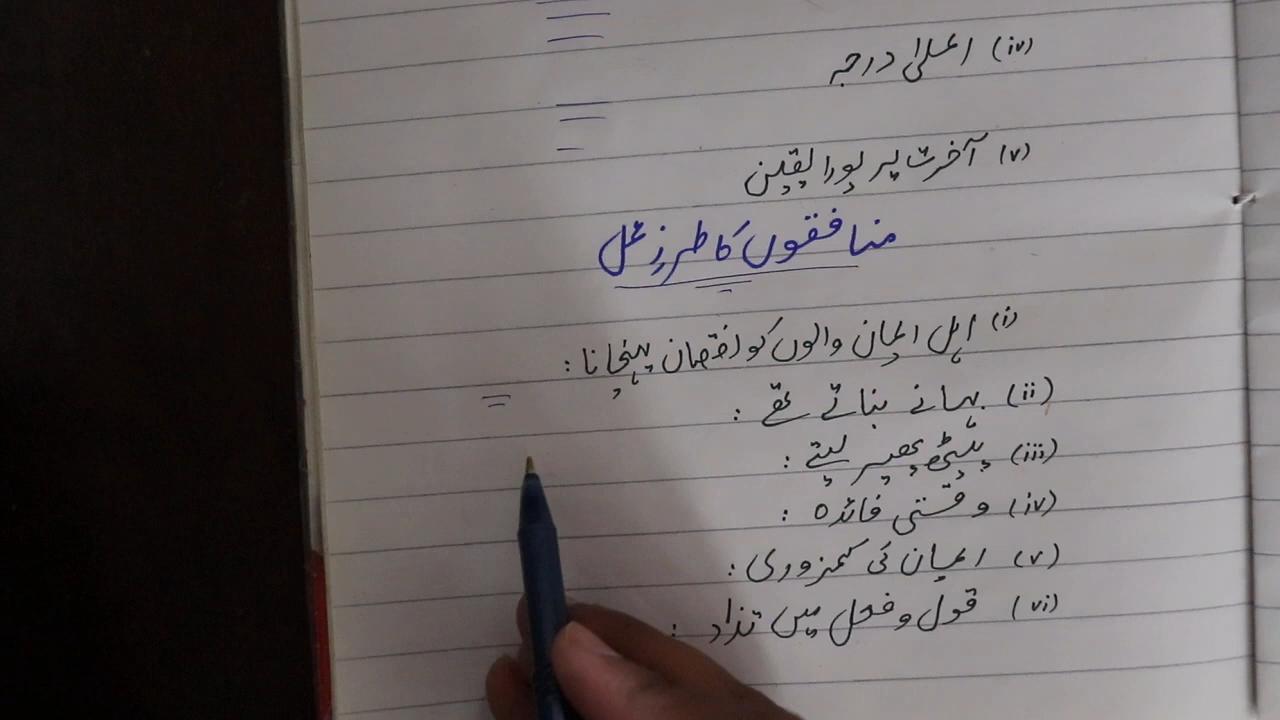 (iv) اعلیٰ درجہ
(v) آخرت پر پورا یقین
منافقوں کا طرزِ عمل
(i) اہل ایمان والوں کو نقصان پہنچانا :
(ii) بہانے بناتے تھے :
(iii) پیٹھ پھیر لیتے :
(iv) وقتی فائدہ :
(v) ایمان کی کمزوری :
(vi) قول و فعل میں تذاد :